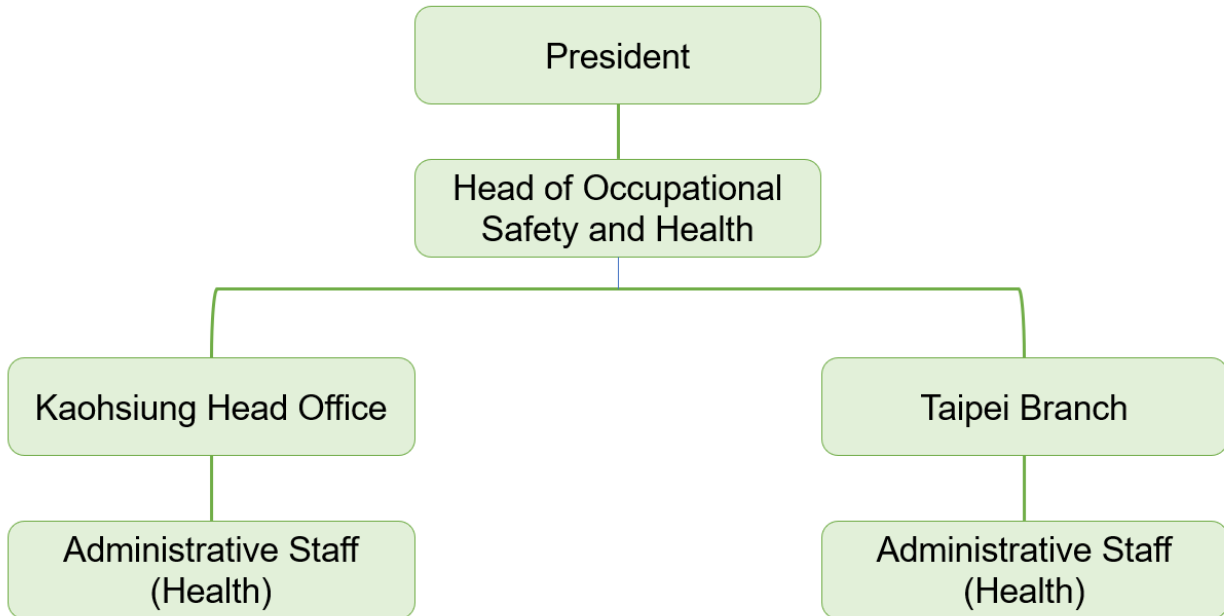 President
Head of Occupational
Safety and Health
Kaohsiung Head Office
Taipei Branch
Administrative Staff
(Health)
Administrative Staff
(Health)